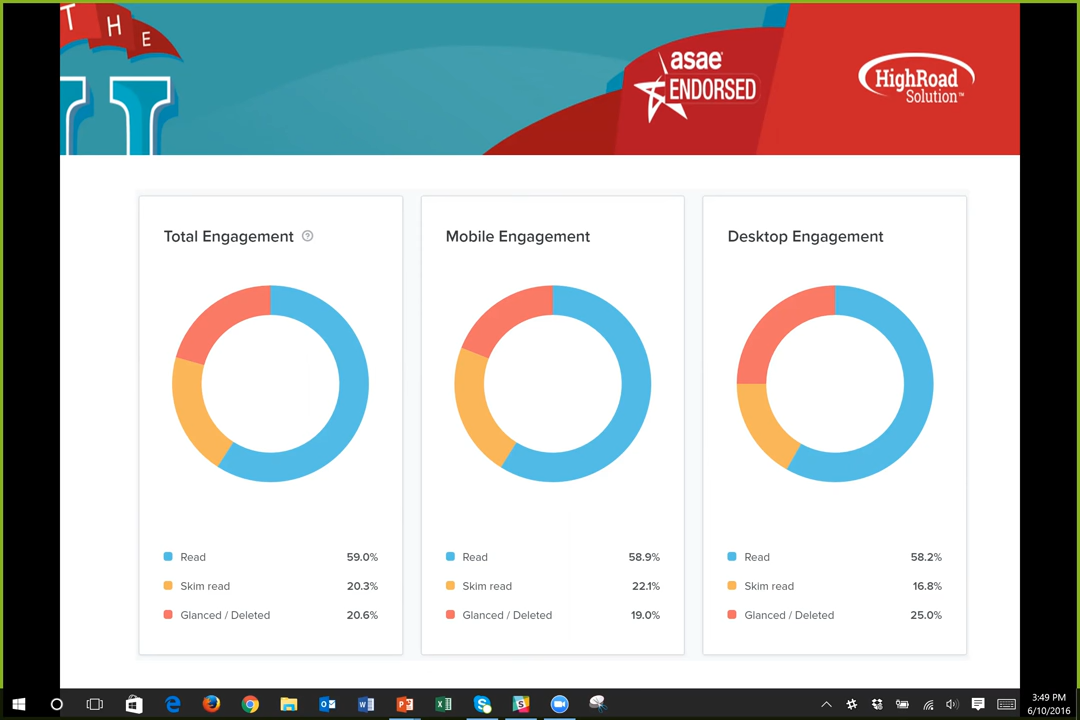 THE
U
asae
ENDORSED
HighRoad
Solution™
Total Engagement ?
Mobile Engagement
Desktop Engagement
Read 59.0%
Skim read 20.3%
Glanced / Deleted 20.6%
Read 58.9%
Skim read 22.1%
Glanced / Deleted 19.0%
Read 58.2%
Skim read 16.8%
Glanced / Deleted 25.0%
3:49 PM
6/10/2016